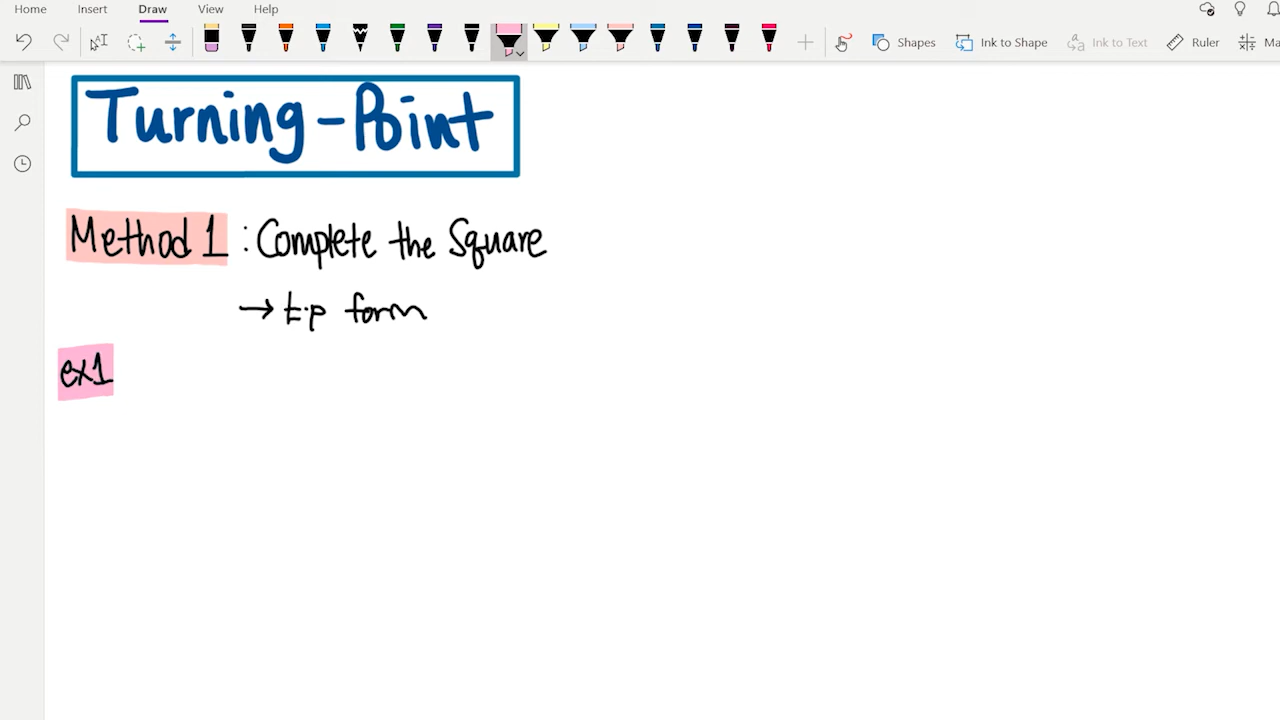 Home Insert Draw View Help
Shapes Ink to Shape Ink to Text Ruler Ma
Turning-Point
Method 1 : Complete the Square
→ t.p form
ex1